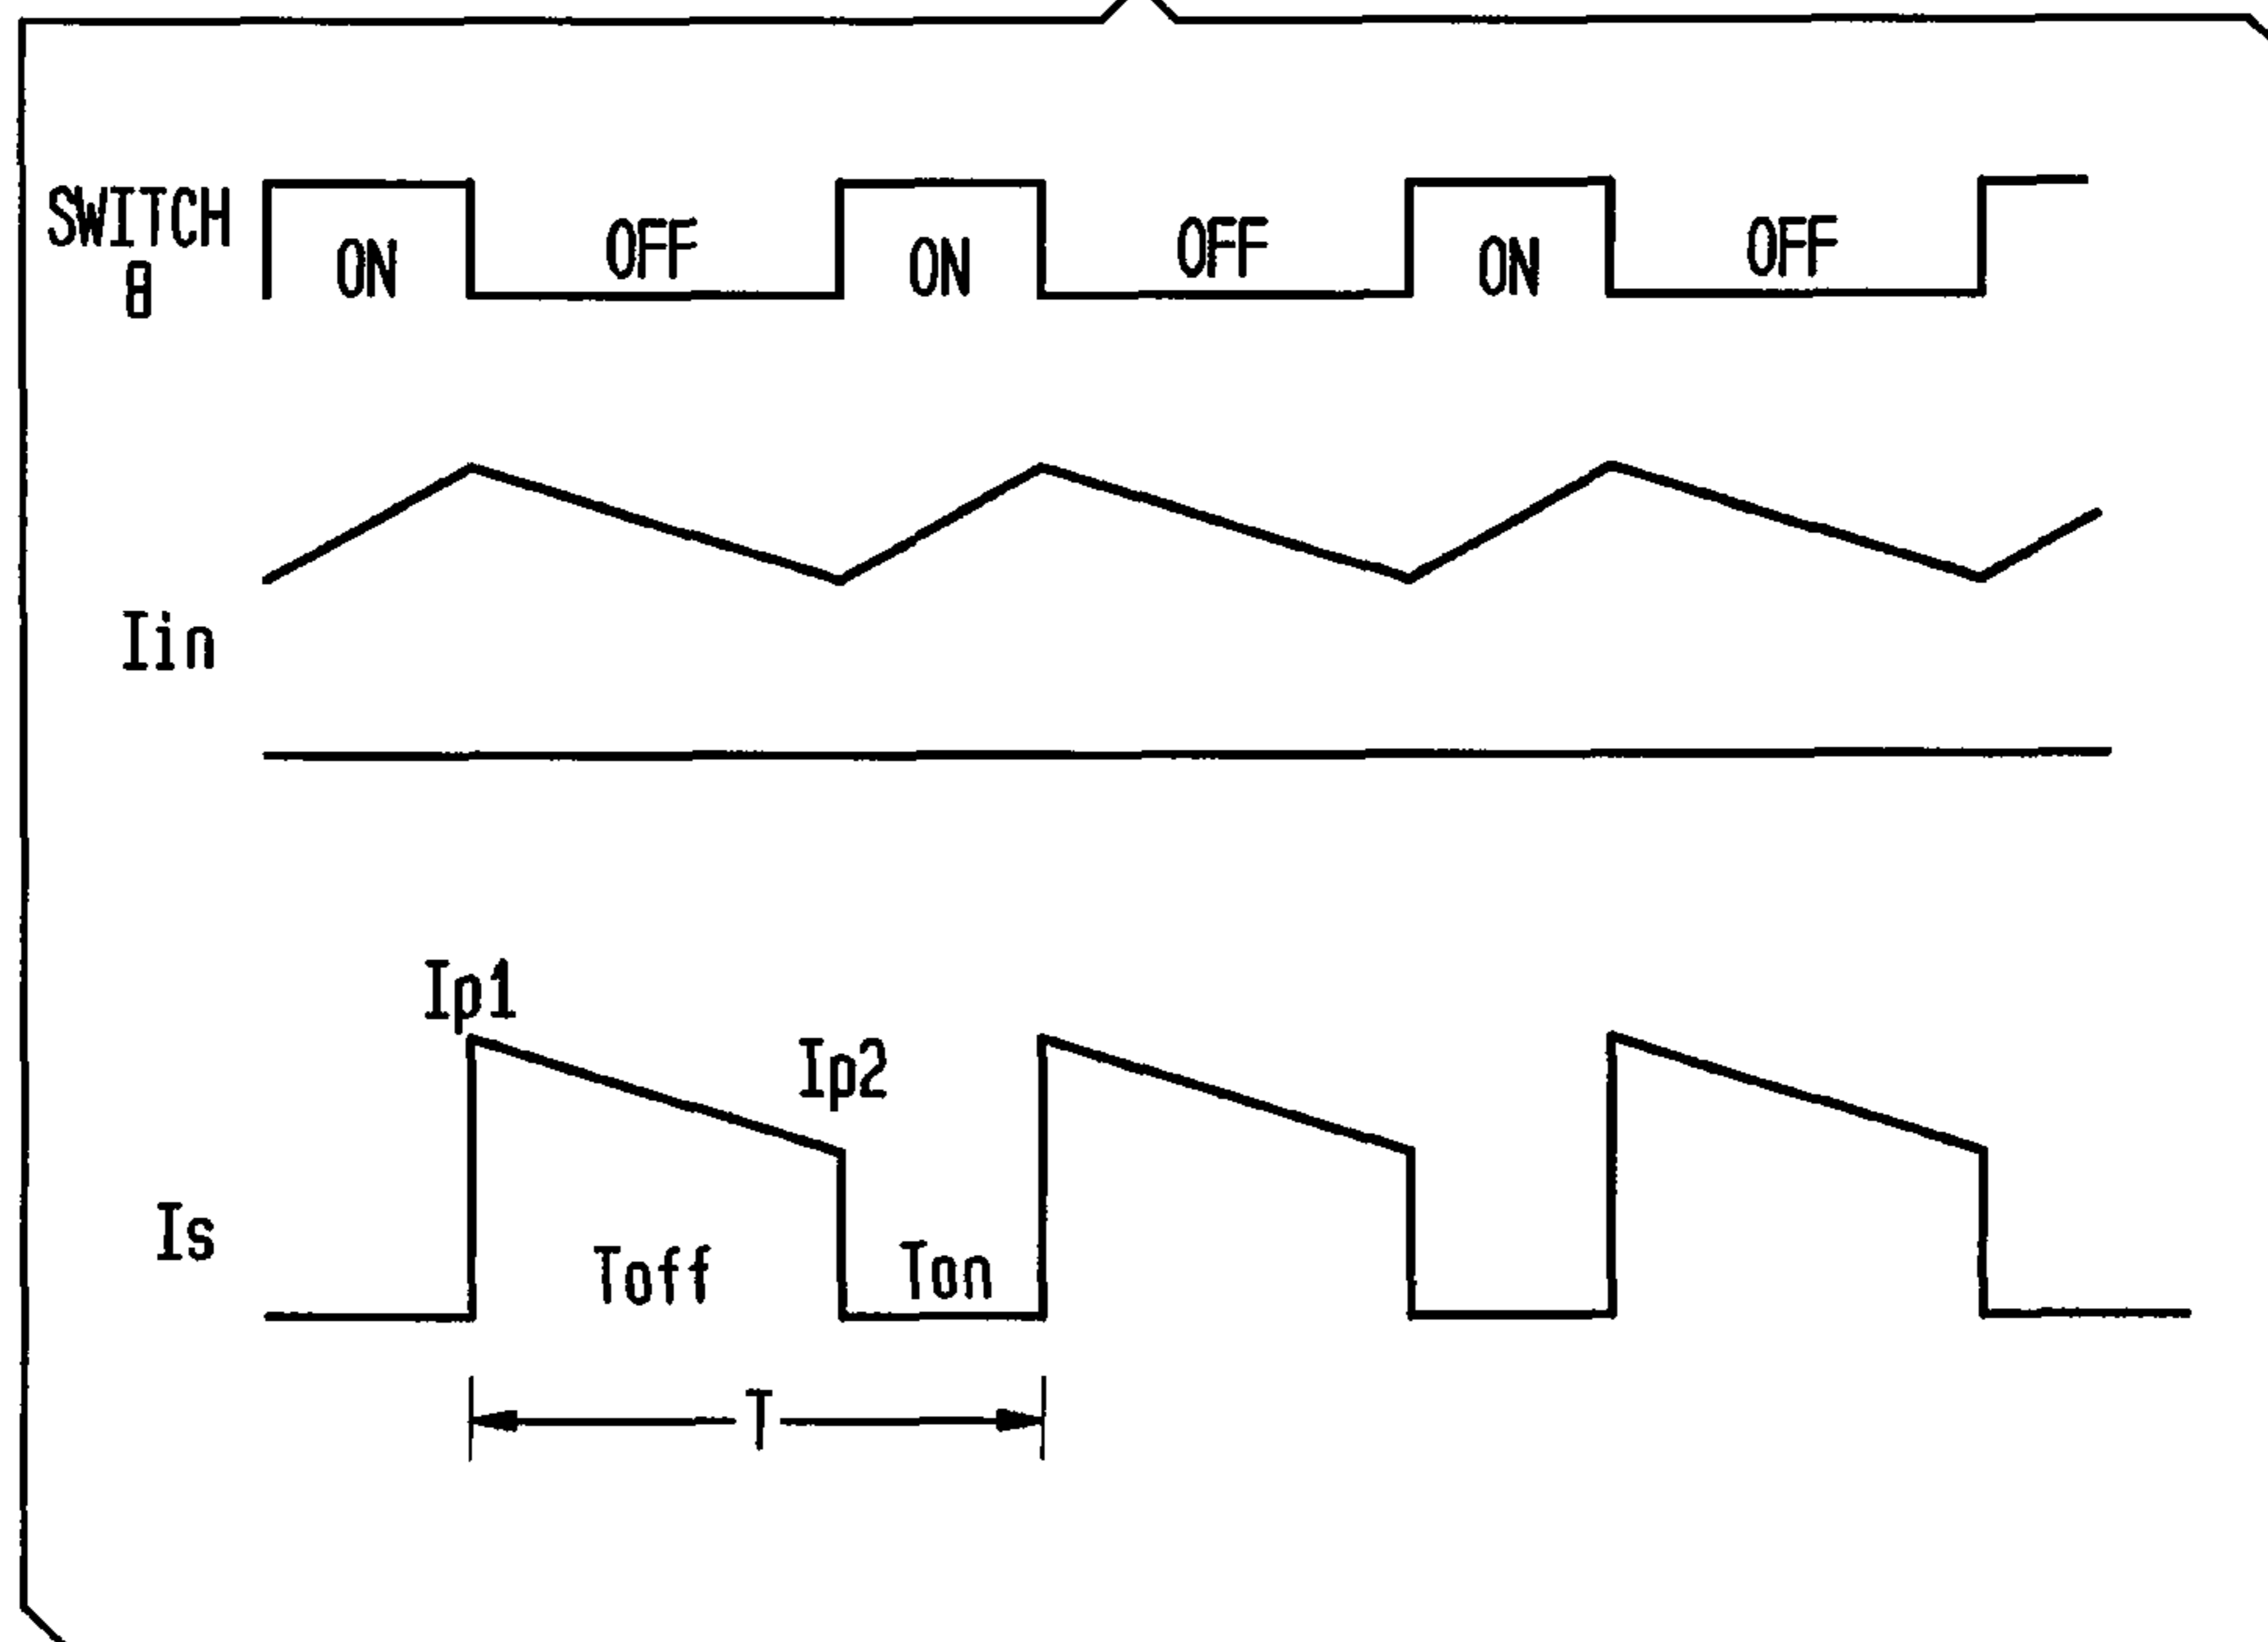 SWITCH
8
ON
OFF
ON
OFF
ON
OFF
Iin
Ip1
Ip2
Is
Toff
Ton
T